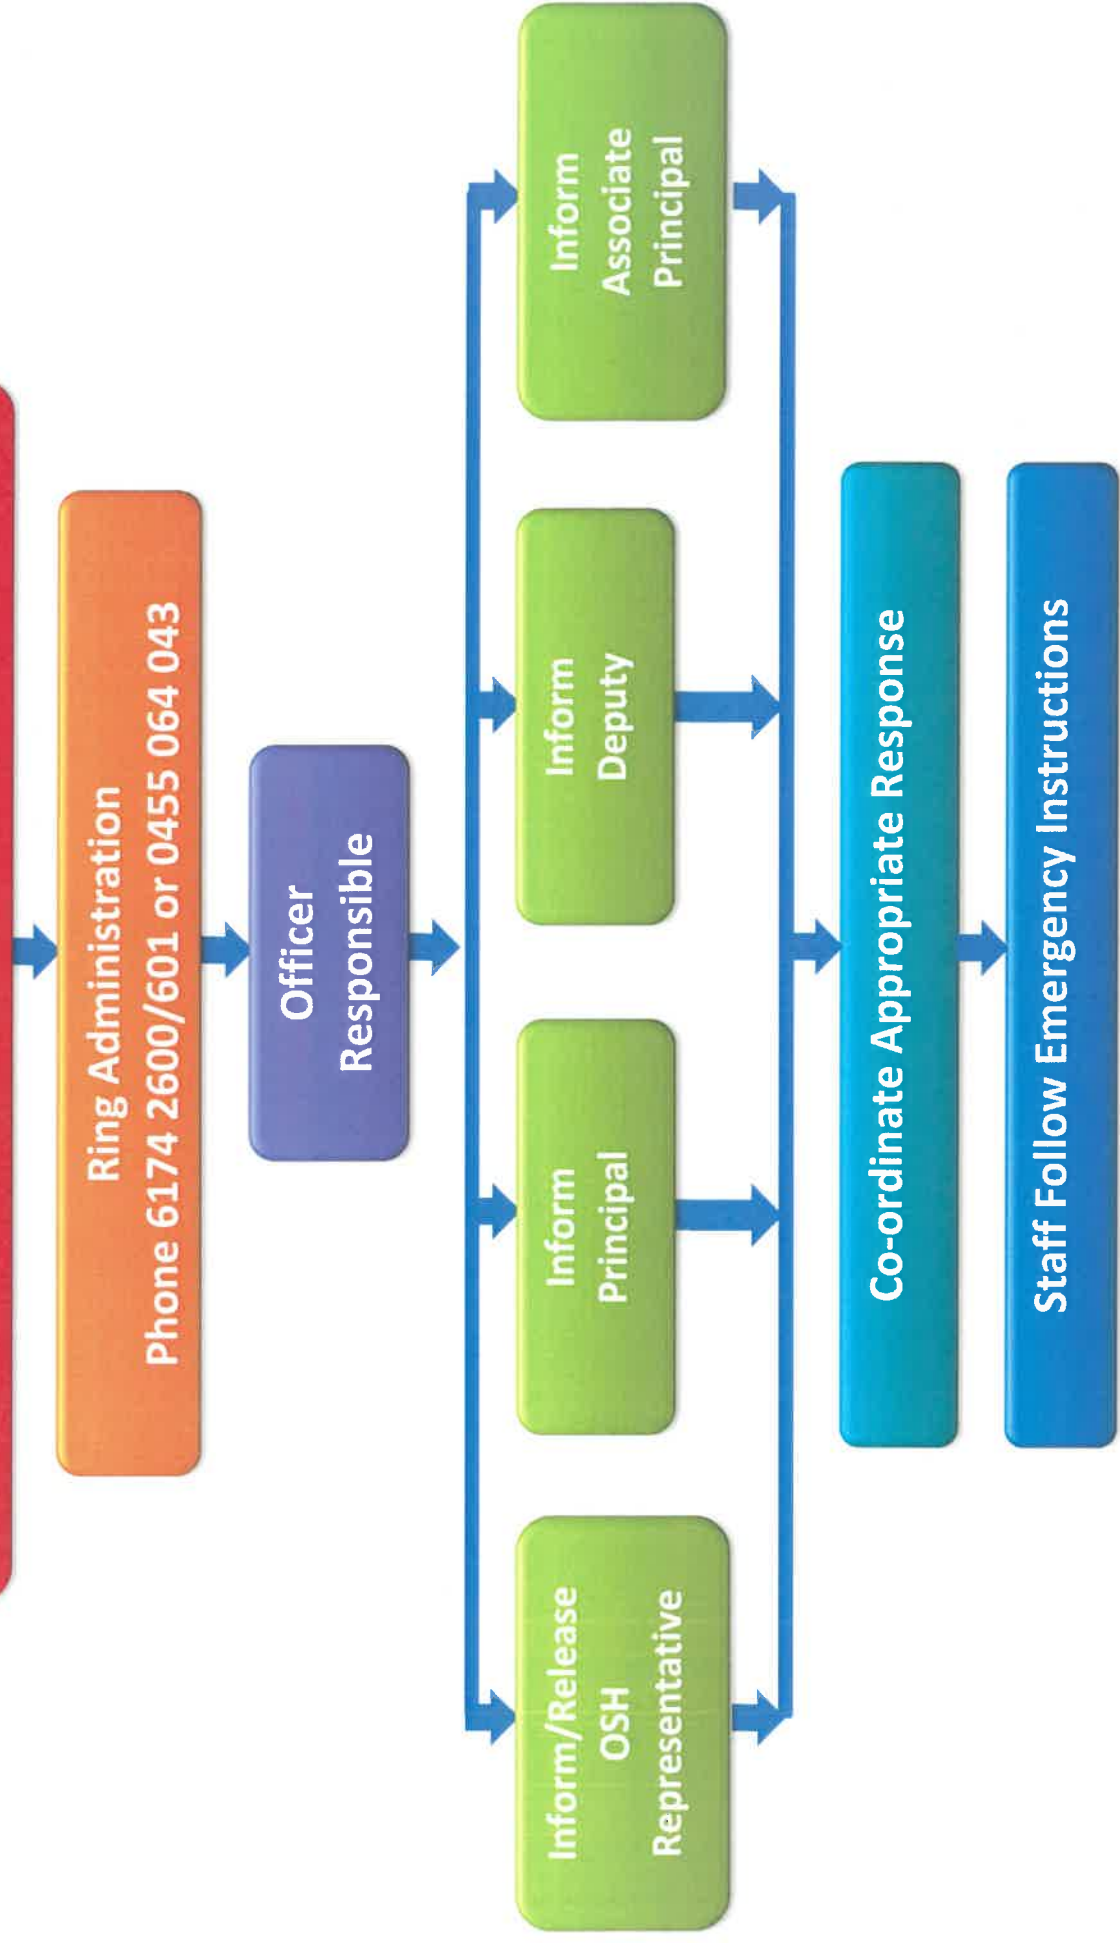 Ring Administration
Phone 6174 2600/601 or 0455 064 043
Officer
Responsible
Inform/Release
OSH
Representative
Inform
Principal
Inform
Deputy
Inform
Associate
Principal
Co-ordinate Appropriate Response
Staff Follow Emergency Instructions